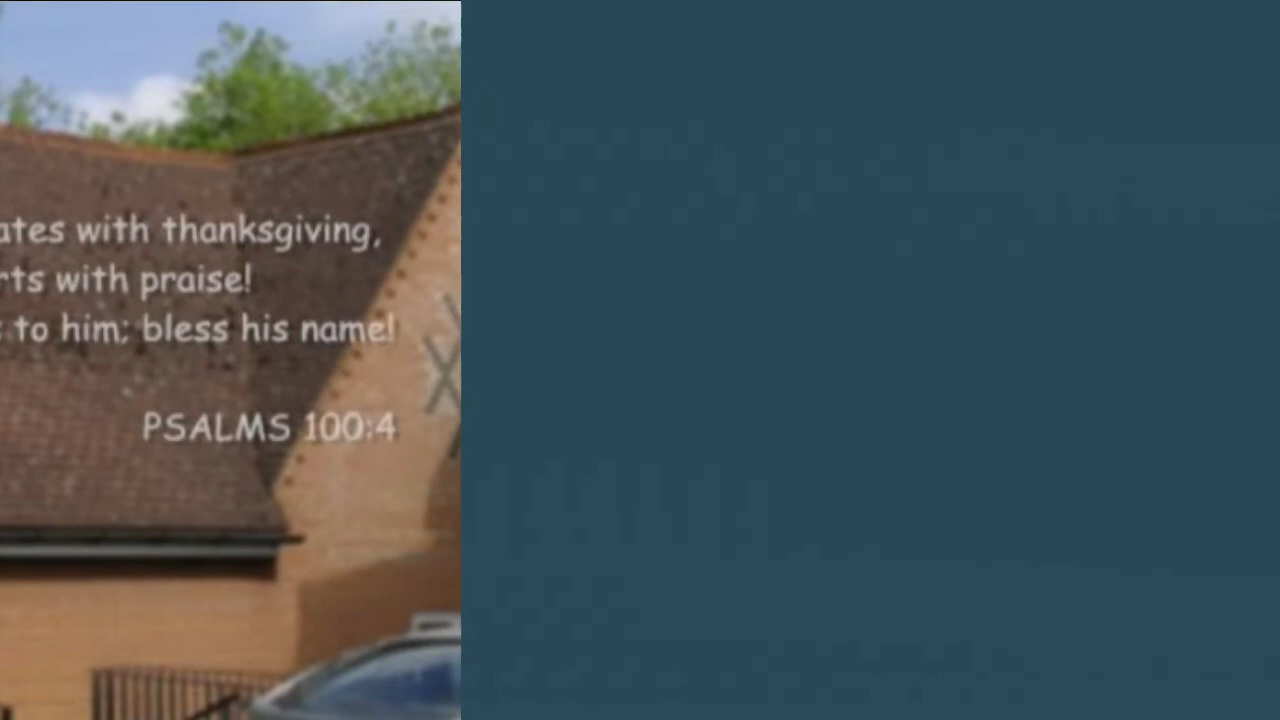 ates with thanksgiving,
rts with praise!
s to him; bless his name!
PSALMS 100:4